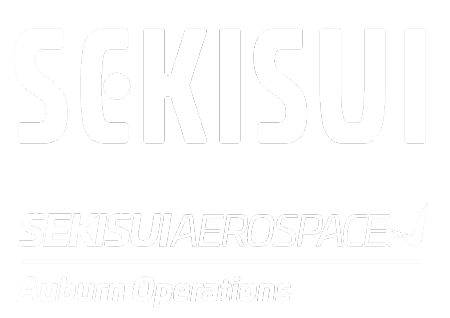 SEKISUI
SEKISUI AEROSPACE
Auburn Operations